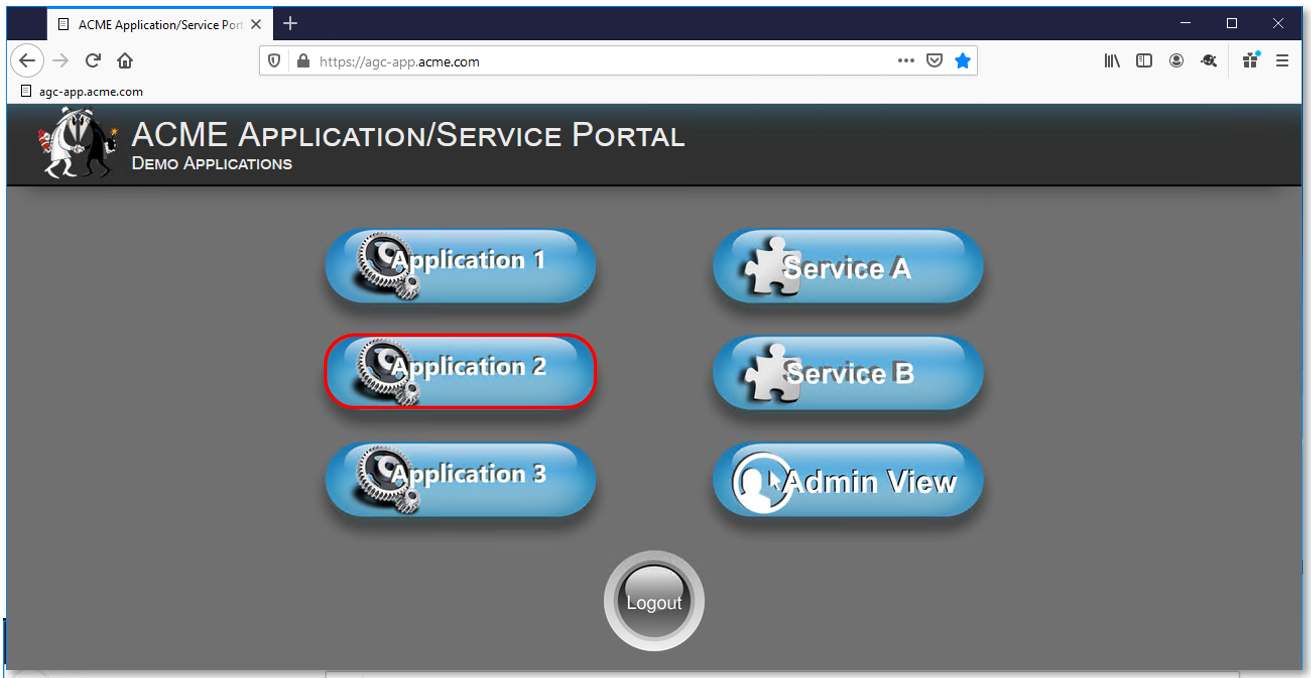 ACME Application/Service Port
https://agc-app.acme.com
agc-app.acme.com
ACME APPLICATION/SERVICE PORTAL
DEMO APPLICATIONS
Application 1
Service A
Application 2
Service B
Application 3
Admin View
Logout